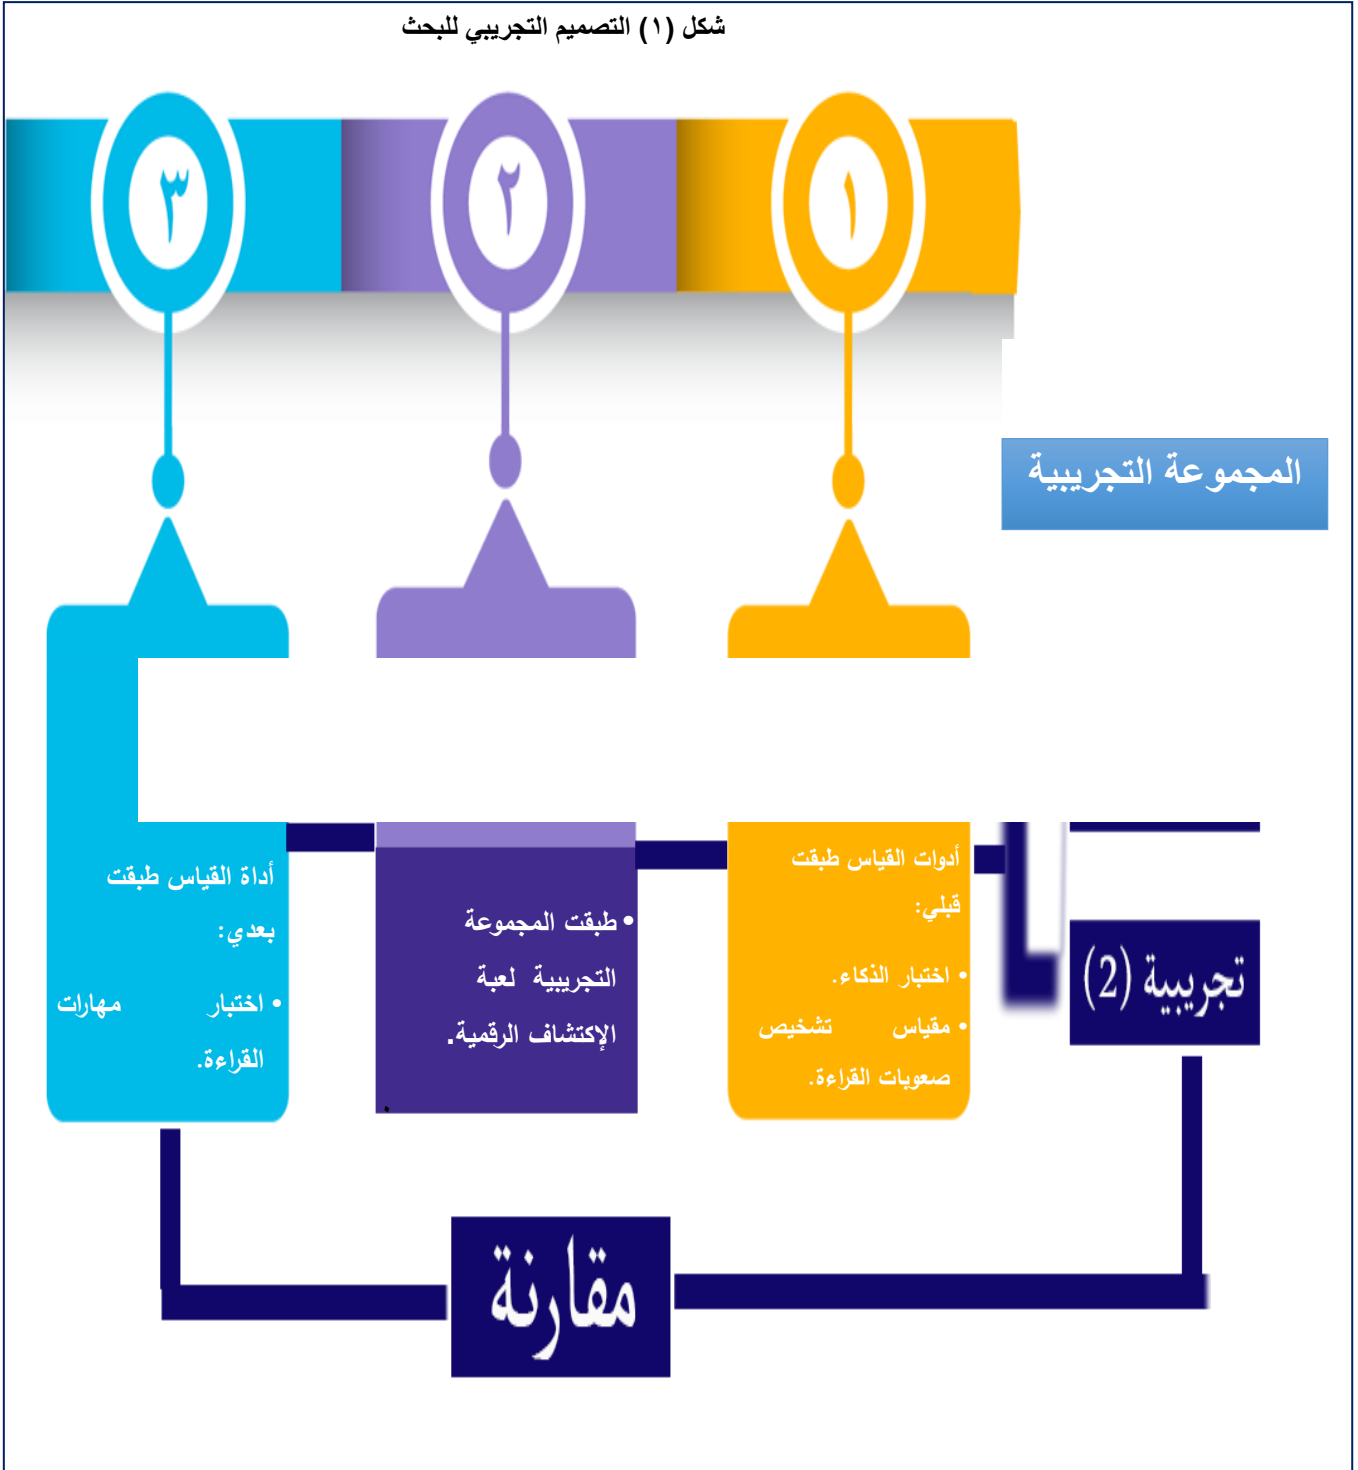 شكل (١) التصميم التجريبي للبحث
١
٢
٣
المجموعة التجريبية
أدوات القياس طبقت
قبلي:
• اختبار الذكاء.
• مقياس تشخيص
صعوبات القراءة.
• طبقت المجموعة
التجريبية لعبة
الإكتشاف الرقمية.
أداة القياس طبقت
بعدي:
• اختبار مهارات
القراءة.
تجريبية (2)
مقارنة